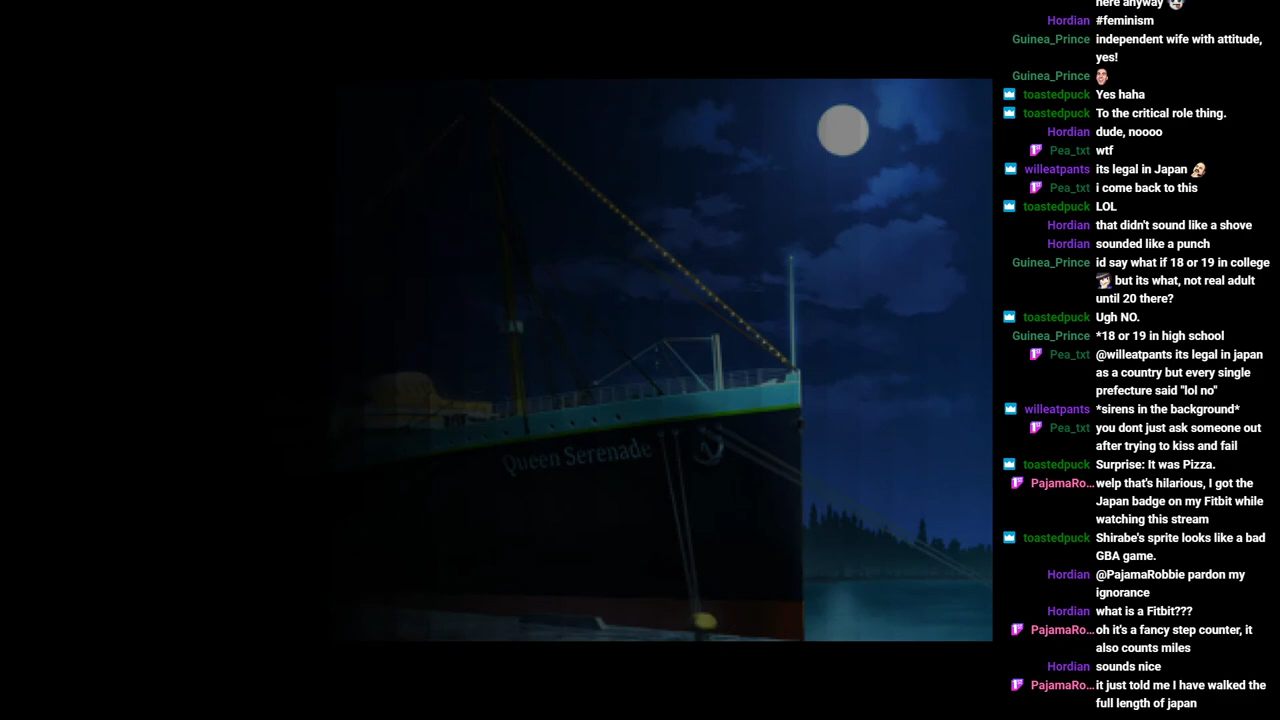 here anyway
Hordian #feminism
Guinea_Prince independent wife with attitude,
yes!
Guinea_Prince
toastedpuck Yes haha
toastedpuck To the critical role thing.
Hordian dude, noooo
Pea_txt wtf
willeatpants its legal in Japan
Pea_txt i come back to this
toastedpuck LOL
Hordian that didn't sound like a shove
Hordian sounded like a punch
Guinea_Prince id say what if 18 or 19 in college
but its what, not real adult
until 20 there?
toastedpuck Ugh NO.
Guinea_Prince *18 or 19 in high school
Pea_txt @willeatpants its legal in japan
as a country but every single
prefecture said "lol no"
willeatpants *sirens in the background*
Pea_txt you dont just ask someone out
after trying to kiss and fail
toastedpuck Surprise: It was Pizza.
PajamaRo... welp that's hilarious, I got the
Japan badge on my Fitbit while
watching this stream
toastedpuck Shirabe's sprite looks like a bad
GBA game.
Hordian @PajamaRobbie pardon my
ignorance
Hordian what is a Fitbit???
PajamaRo... oh it's a fancy step counter, it
also counts miles
Hordian sounds nice
PajamaRo... it just told me I have walked the
full length of japan
Queen Serenade